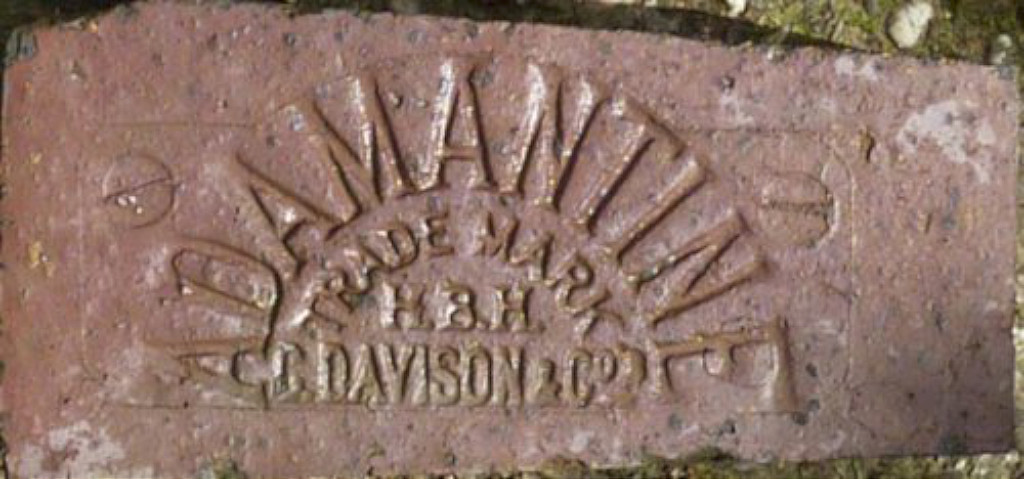 ADAMANTINE
TRADE MARK
H.B.H.
C. DAVISON & Co